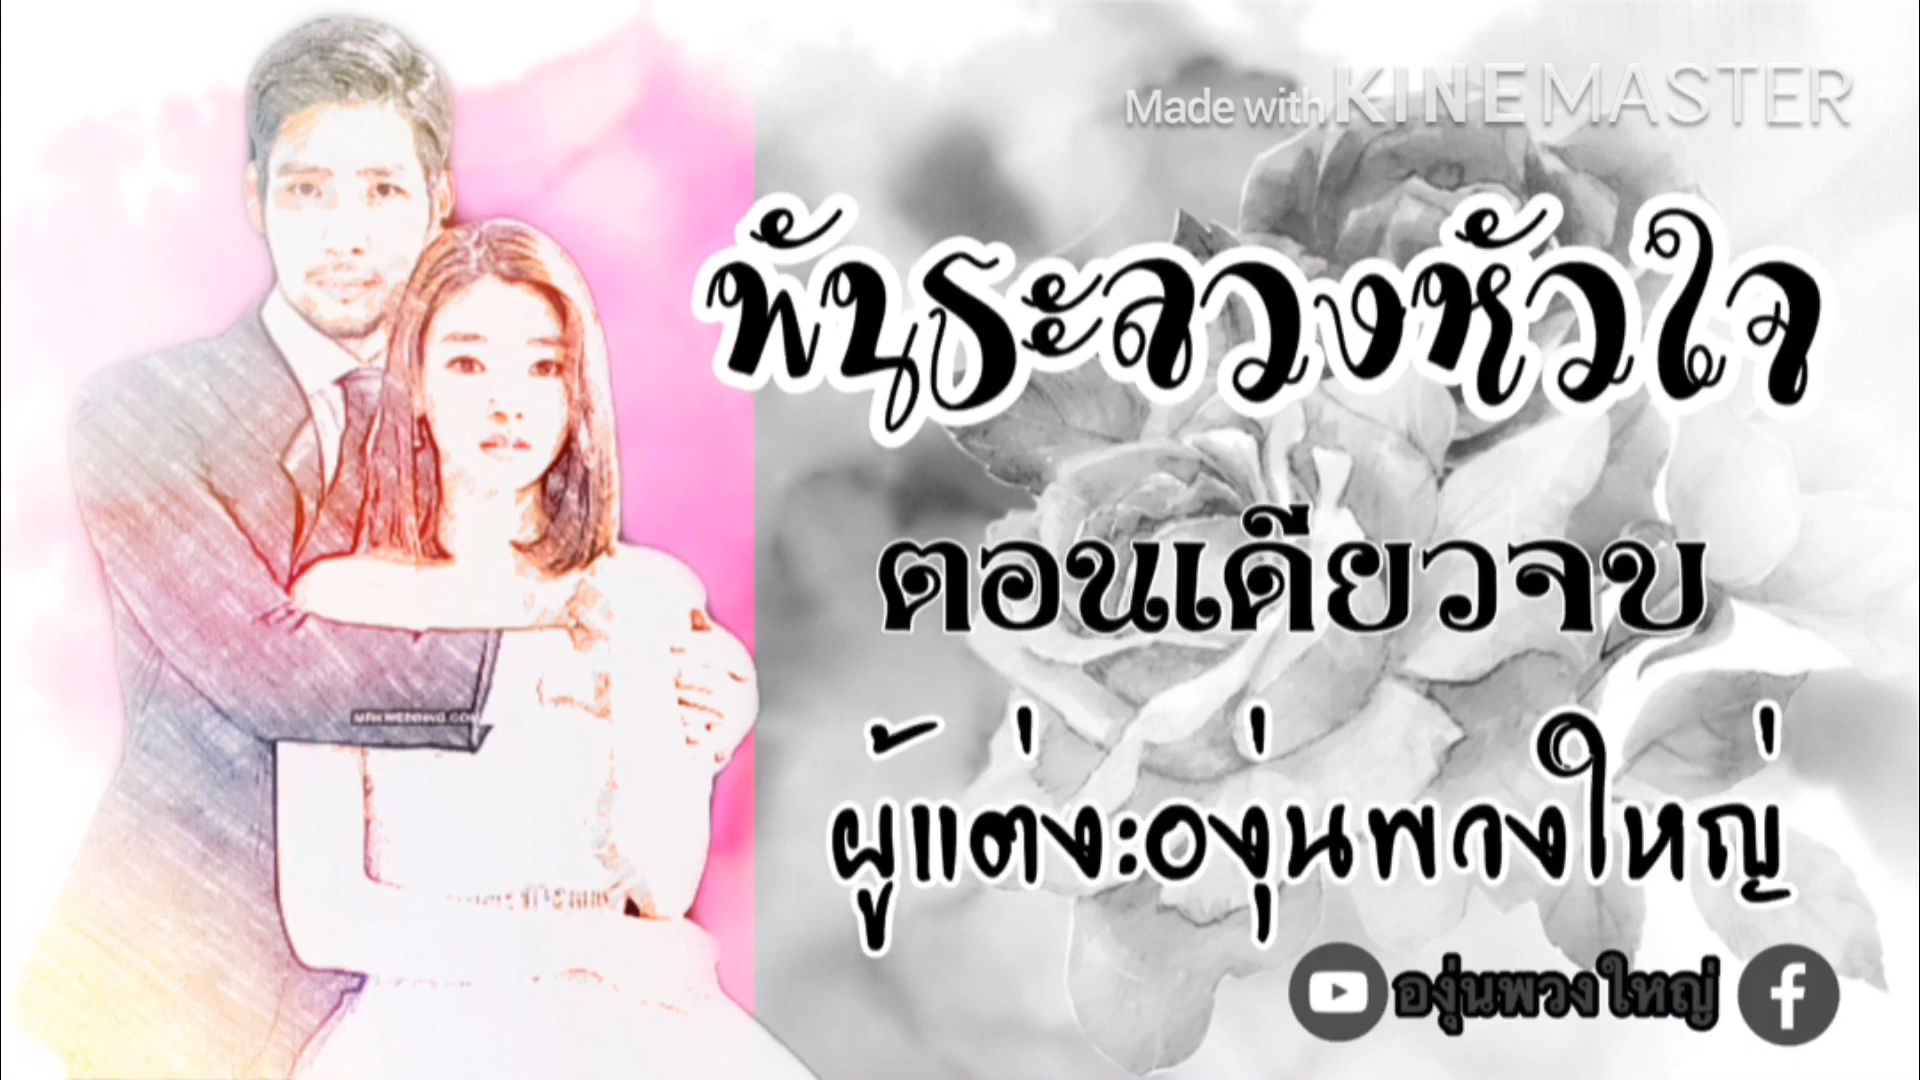 Made with KINEMASTER
พันธะลวงหัวใจ
ตอนเดียวจบ
ผู้แต่ง:องุ่นพวงใหญ่
องุ่นพวงใหญ่